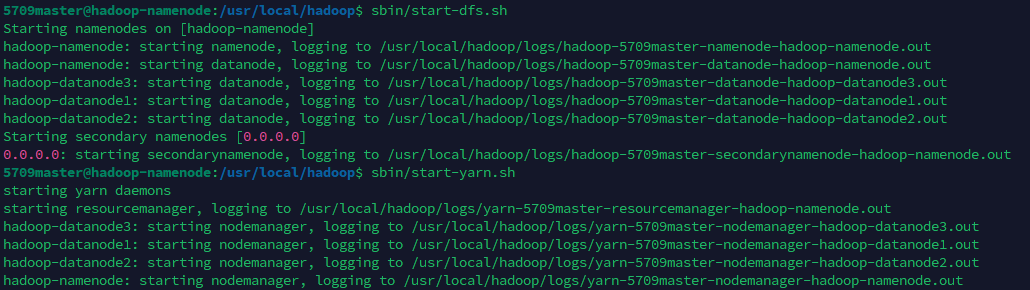 5709master@hadoop-namenode:/usr/local/hadoop$ sbin/start-dfs.sh
Starting namenodes on [hadoop-namenode]
hadoop-namenode: starting namenode, logging to /usr/local/hadoop/logs/hadoop-5709master-namenode-hadoop-namenode.out
hadoop-namenode: starting datanode, logging to /usr/local/hadoop/logs/hadoop-5709master-datanode-hadoop-namenode.out
hadoop-datanode3: starting datanode, logging to /usr/local/hadoop/logs/hadoop-5709master-datanode-hadoop-datanode3.out
hadoop-datanode1: starting datanode, logging to /usr/local/hadoop/logs/hadoop-5709master-datanode-hadoop-datanode1.out
hadoop-datanode2: starting datanode, logging to /usr/local/hadoop/logs/hadoop-5709master-datanode-hadoop-datanode2.out
Starting secondary namenodes [0.0.0.0]
0.0.0.0: starting secondarynamenode, logging to /usr/local/hadoop/logs/hadoop-5709master-secondarynamenode-hadoop-namenode.out
5709master@hadoop-namenode:/usr/local/hadoop$ sbin/start-yarn.sh
starting yarn daemons
starting resourcemanager, logging to /usr/local/hadoop/logs/yarn-5709master-resourcemanager-hadoop-namenode.out
hadoop-datanode3: starting nodemanager, logging to /usr/local/hadoop/logs/yarn-5709master-nodemanager-hadoop-datanode3.out
hadoop-datanode1: starting nodemanager, logging to /usr/local/hadoop/logs/yarn-5709master-nodemanager-hadoop-datanode1.out
hadoop-datanode2: starting nodemanager, logging to /usr/local/hadoop/logs/yarn-5709master-nodemanager-hadoop-datanode2.out
hadoop-namenode: starting nodemanager, logging to /usr/local/hadoop/logs/yarn-5709master-nodemanager-hadoop-namenode.out